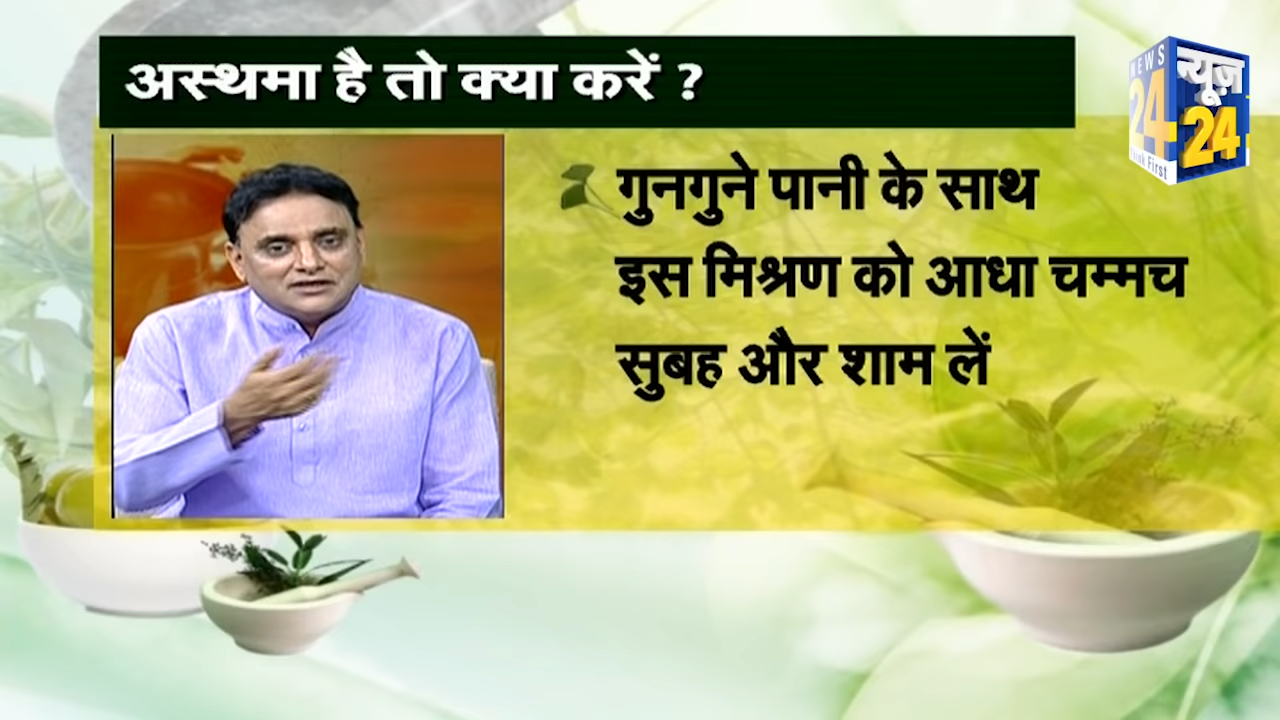 अस्थमा है तो क्या करें ?
NEWS
24
Think First
न्यूज़
24
गुनगुने पानी के साथ
इस मिश्रण को आधा चम्मच
सुबह और शाम लें